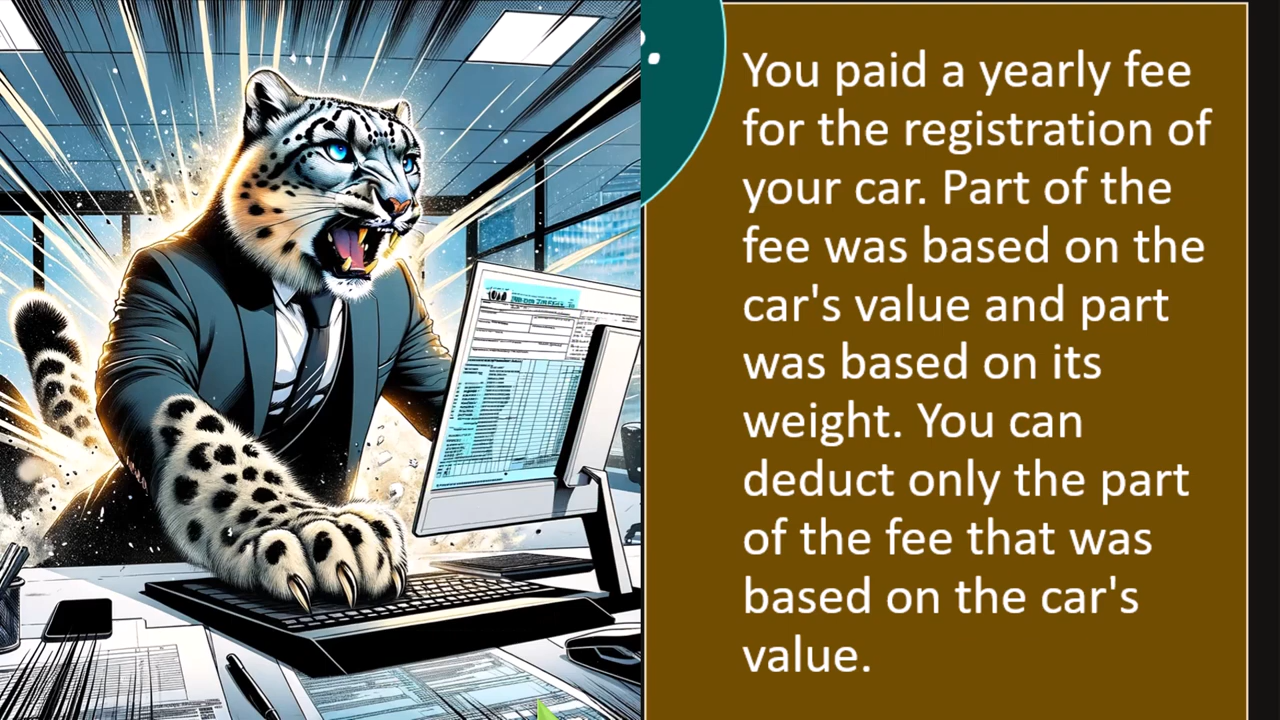 You paid a yearly fee
for the registration of
your car. Part of the
fee was based on the
car's value and part
was based on its
weight. You can
deduct only the part
of the fee that was
based on the car's
value.